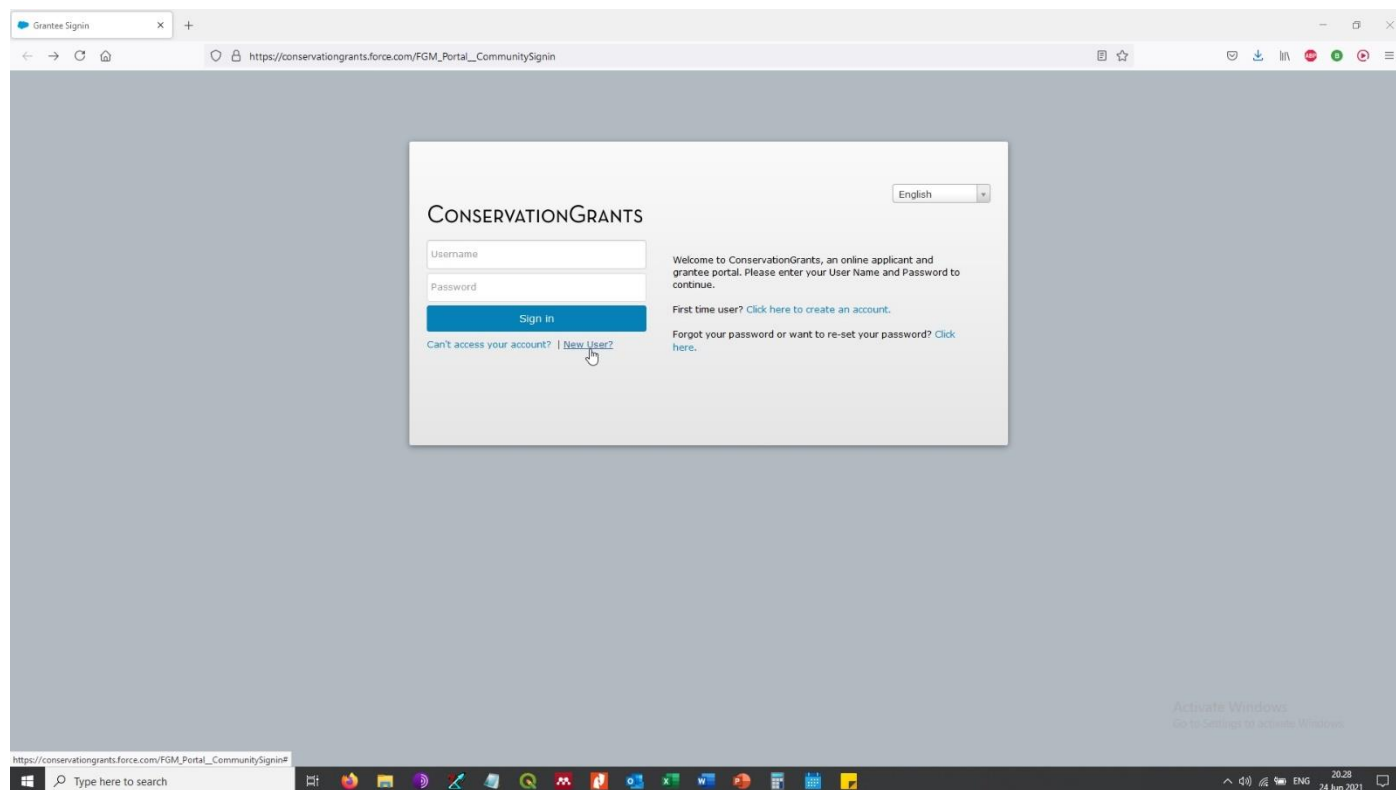 Grantee Signin
https://conservationgrants.force.com/FGM_Portal__CommunitySignin
English
CONSERVATIONGRANTS
Username
Password
Sign in
Can't access your account? | New User?
Welcome to ConservationGrants, an online applicant and
grantee portal. Please enter your User Name and Password to
continue.
First time user? Click here to create an account.
Forgot your password or want to re-set your password? Click
here.
Activate Windows
Go to Settings to activate Windows.
https://conservationgrants.force.com/FGM_Portal__CommunitySignin#
Type here to search
ENG
20.28
24 Jun 2021